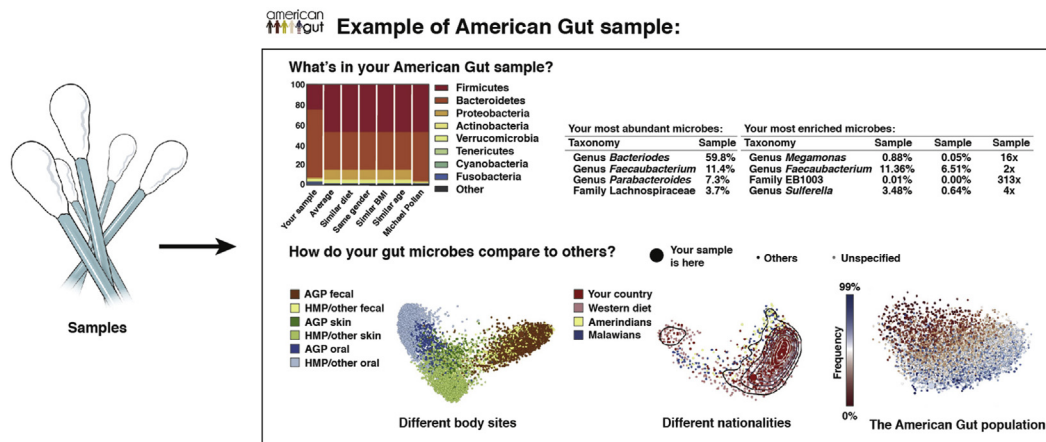 american
gut
Example of American Gut sample:
What's in your American Gut sample?
100
80
60
40
20
0
Your sample
Average
Similar diet
Same gender
Similar BMI
Similar age
Michael Pollan
Firmicutes
Bacteroidetes
Proteobacteria
Actinobacteria
Verrucomicrobia
Tenericutes
Cyanobacteria
Fusobacteria
Other
Your most abundant microbes:
Taxonomy Sample
Genus Bacteriodes 59.8%
Genus Faecaubacterium 11.4%
Genus Parabacteroides 7.3%
Family Lachnospiraceae 3.7%
Your most enriched microbes:
Taxonomy Sample Sample Sample
Genus Megamonas 0.88% 0.05% 16x
Genus Faecaubacterium 11.36% 6.51% 2x
Family EB1003 0.01% 0.00% 313x
Genus Sulferella 3.48% 0.64% 4x
Samples
How do your gut microbes compare to others?
Your sample
is here
Others
Unspecified
AGP fecal
HMP/other fecal
AGP skin
HMP/other skin
AGP oral
HMP/other oral
Different body sites
Your country
Western diet
Amerindians
Malawians
Different nationalities
99%
Frequency
0%
The American Gut population